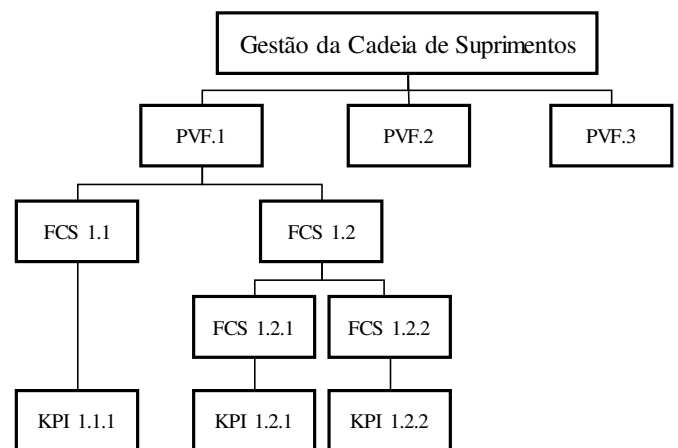 Gestão da Cadeia de Suprimentos
PVF.1
PVF.2
PVF.3
FCS 1.1
FCS 1.2
FCS 1.2.1
FCS 1.2.2
KPI 1.1.1
KPI 1.2.1
KPI 1.2.2